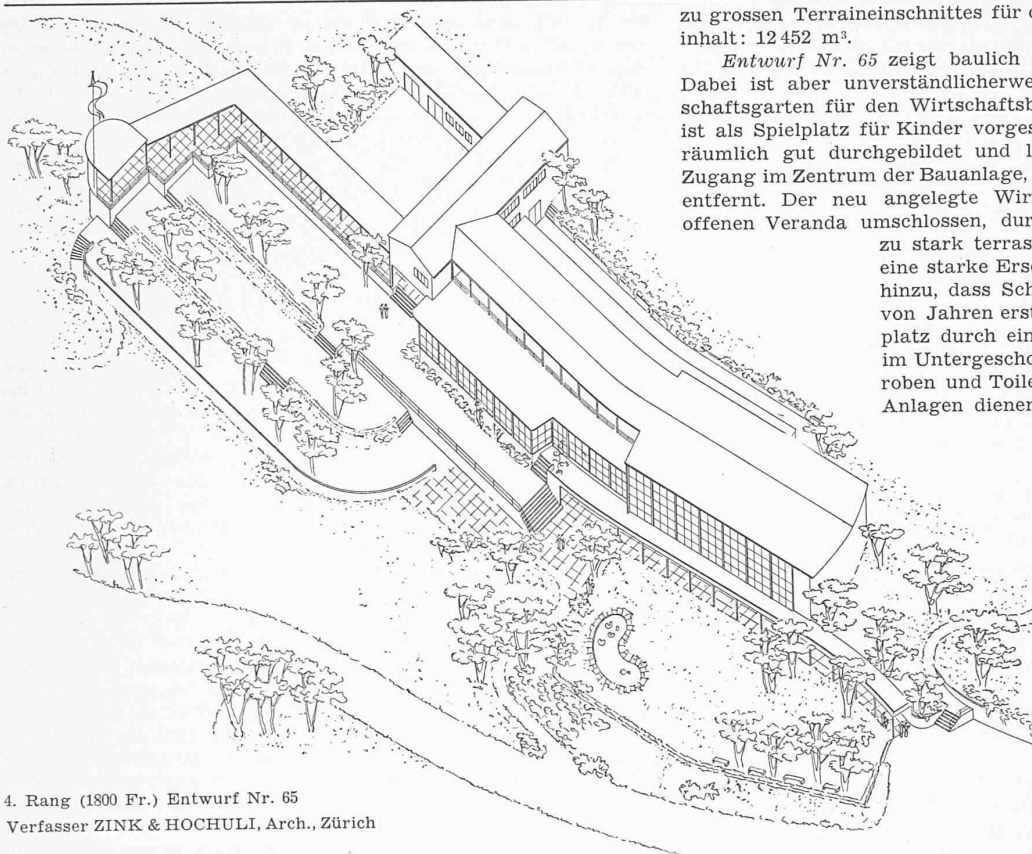 zu grossen Terraineinschnittes für
inhalt: 12 452 m³.
Entwurf Nr. 65 zeigt baulich
Dabei ist aber unverständlicherwe
schaftsgarten für den Wirtschaftsb
ist als Spielplatz für Kinder vorges
räumlich gut durchgebildet und
Zugang im Zentrum der Bauanlage,
entfernt. Der neu angelegte Wir
offenen Veranda umschlossen, dur
zu stark terras
eine starke Ers
hinzu, dass Sch
von Jahren erst
platz durch ein
im Untergescho
roben und Toile
Anlagen diener
4. Rang (1800 Fr.) Entwurf Nr. 65
Verfasser ZINK & HOCHULI, Arch., Zürich